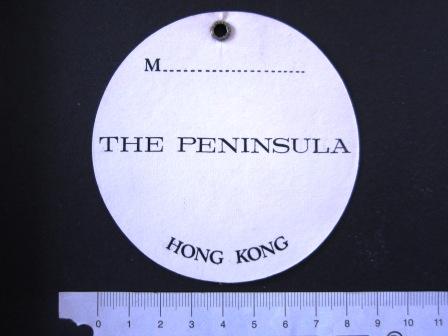 M........................
THE PENINSULA
HONG KONG
0 1 2 3 4 5 6 7 8 9 10 11